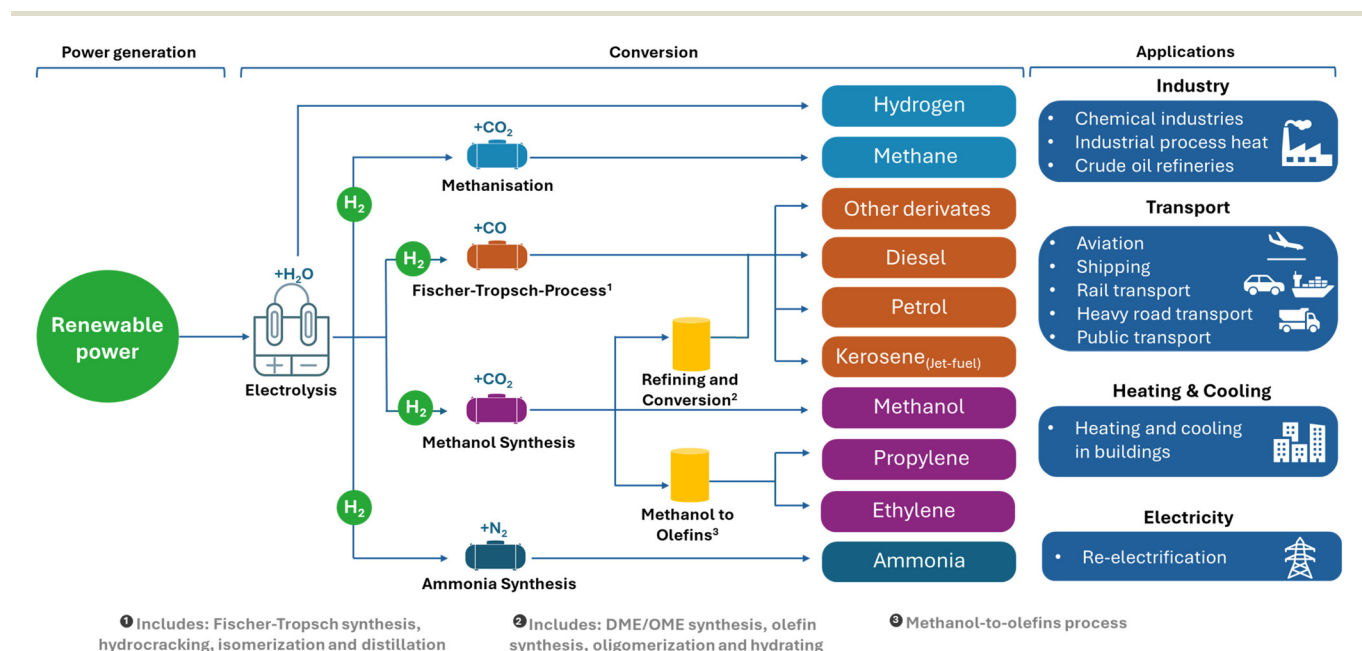 Power generation
Conversion
Applications
Industry
Hydrogen
• Chemical industries
• Industrial process heat
• Crude oil refineries
+CO₂
Methanisation
Methane
H₂
Transport
Other derivates
+CO
H₂
Fischer-Tropsch-Process¹
Diesel
• Aviation
• Shipping
• Rail transport
• Heavy road transport
• Public transport
+H₂O
Renewable
power
Electrolysis
Petrol
Kerosene(Jet-fuel)
Refining and
Conversion²
+CO₂
H₂
Methanol Synthesis
Methanol
Heating & Cooling
• Heating and cooling
in buildings
Propylene
Methanol to
Olefins³
Ethylene
H₂
+N₂
Ammonia Synthesis
Ammonia
Electricity
• Re-electrification
❶ Includes: Fischer-Tropsch synthesis,
hydrocracking, isomerization and distillation
❷ Includes: DME/OME synthesis, olefin
synthesis, oligomerization and hydrating
❸ Methanol-to-olefins process